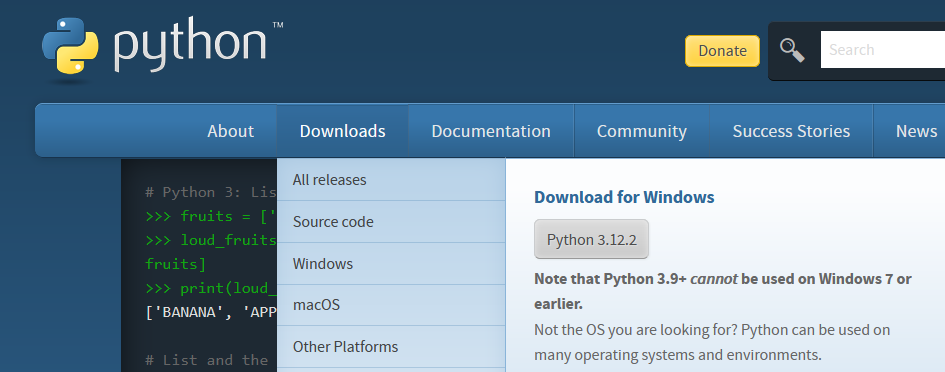 python™
Donate
Search
About
Downloads
Documentation
Community
Success Stories
News
# Python 3: Lis
>>> fruits = ['
>>> loud_fruits
fruits]
>>> print(loud_
['BANANA', 'APP
# List and the
All releases
Source code
Windows
macOS
Other Platforms
Download for Windows
Python 3.12.2
Note that Python 3.9+ cannot be used on Windows 7 or
earlier.
Not the OS you are looking for? Python can be used on
many operating systems and environments.